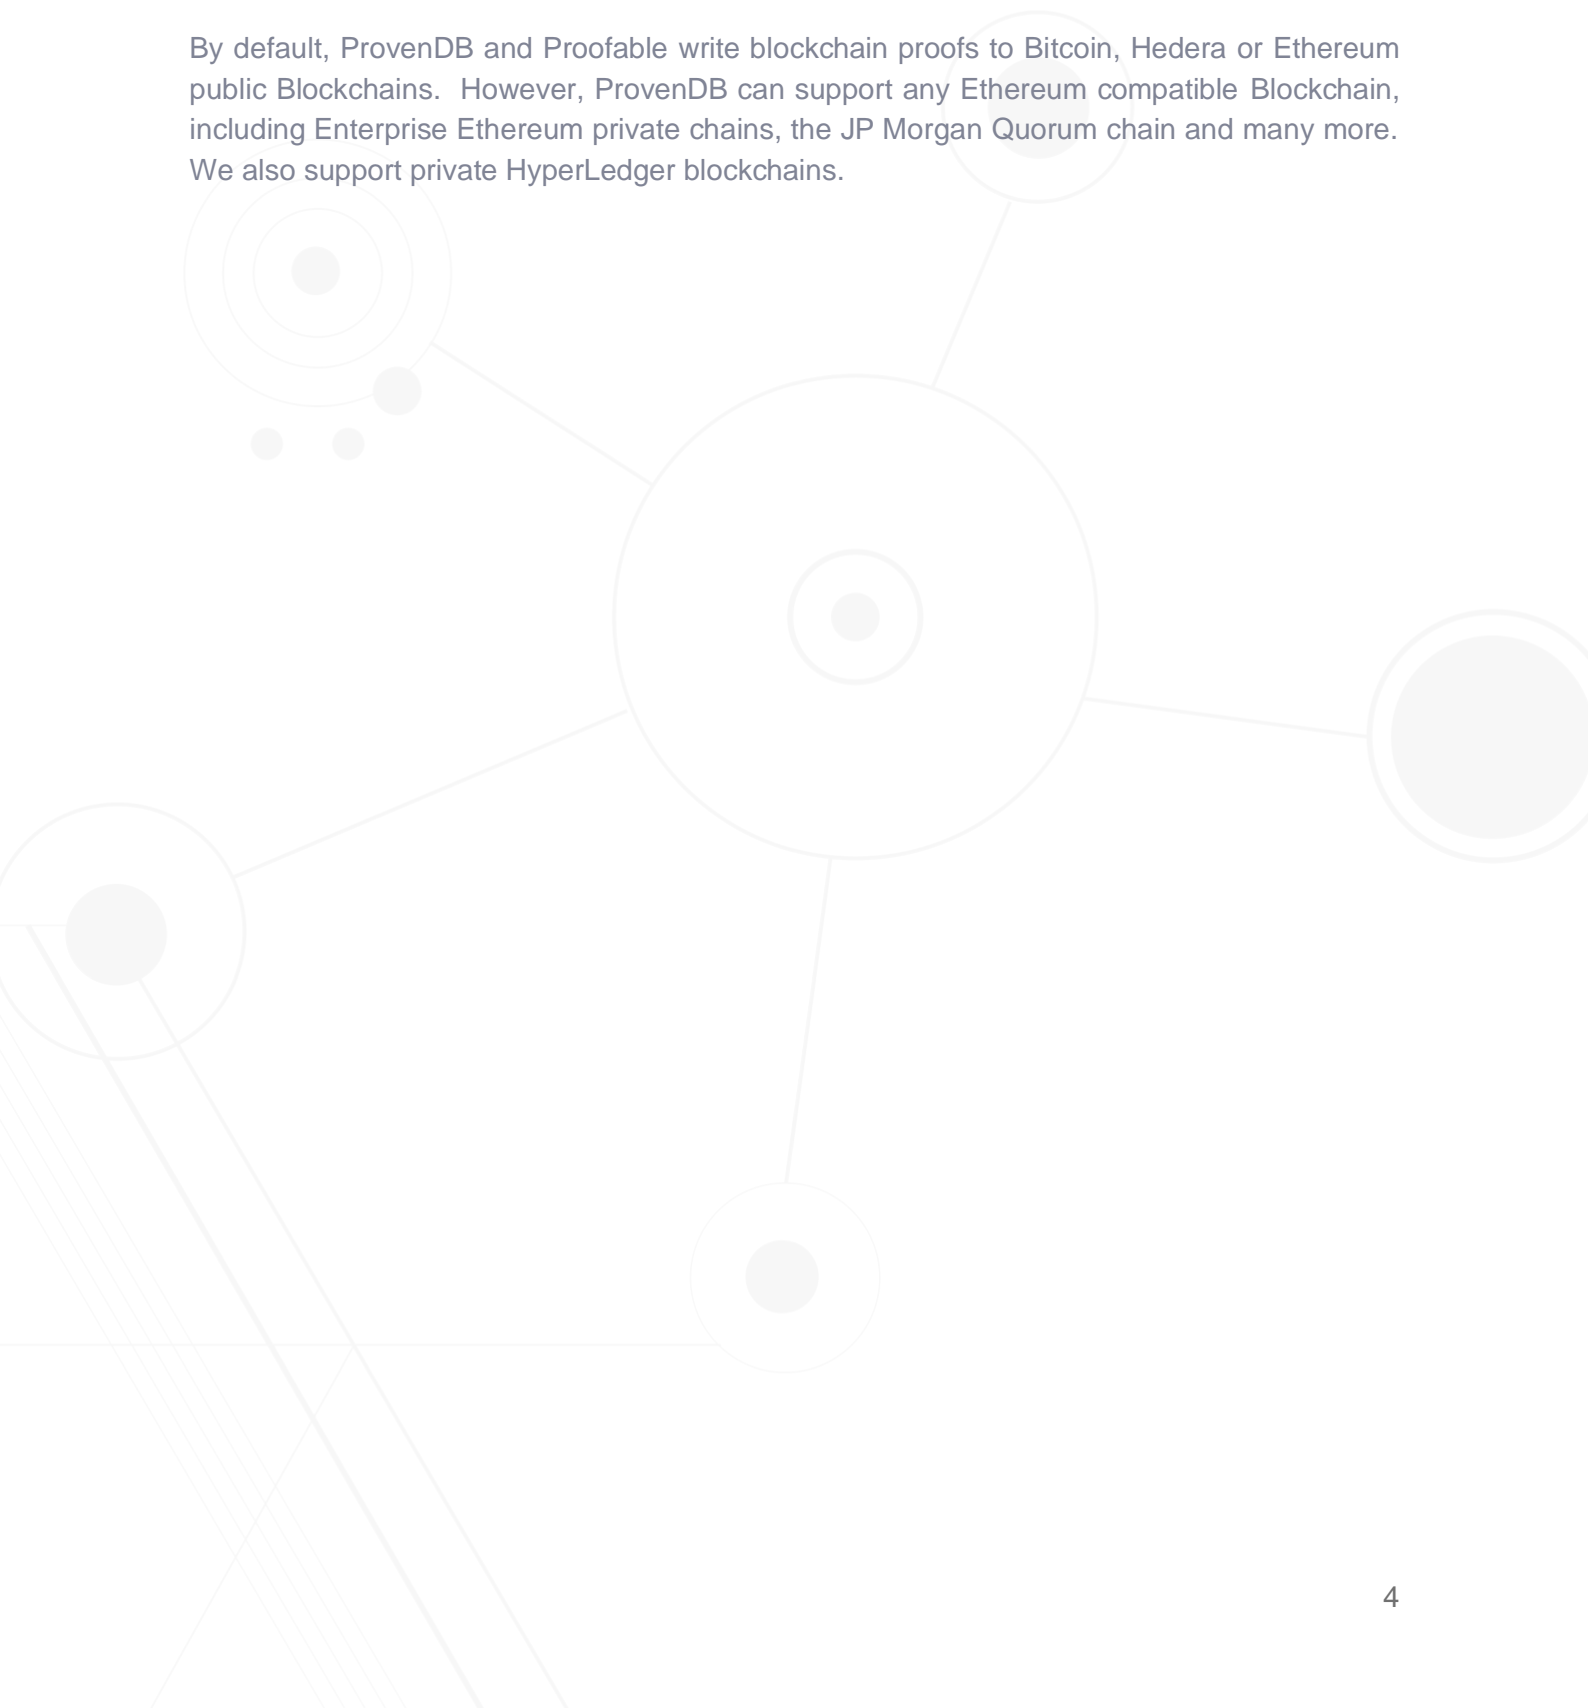 By default, ProvenDB and Proofable write blockchain proofs to Bitcoin, Hedera or Ethereum
public Blockchains.  However, ProvenDB can support any Ethereum compatible Blockchain,
including Enterprise Ethereum private chains, the JP Morgan Quorum chain and many more.
We also support private HyperLedger blockchains.
4